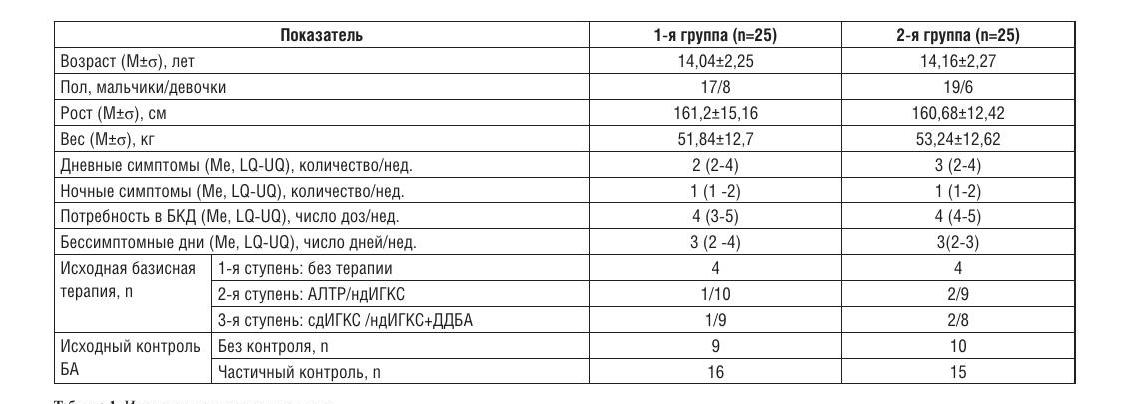 Показатель 1-я группа (n=25) 2-я группа (n=25)
Возраст (M±σ), лет 14,04±2,25 14,16±2,27
Пол, мальчики/девочки 17/8 19/6
Рост (M±σ), см 161,2±15,16 160,68±12,42
Вес (M±σ), кг 51,84±12,7 53,24±12,62
Дневные симптомы (Me, LQ-UQ), количество/нед. 2 (2-4) 3 (2-4)
Ночные симптомы (Me, LQ-UQ), количество/нед. 1 (1 -2) 1 (1-2)
Потребность в БКД (Me, LQ-UQ), число доз/нед. 4 (3-5) 4 (4-5)
Бессимптомные дни (Me, LQ-UQ), число дней/нед. 3 (2 -4) 3(2-3)
Исходная базисная 1-я ступень: без терапии 4 4
терапия, n 2-я ступень: АЛТР/ндИГКС 1/10 2/9
3-я ступень: сдИГКС /ндИГКС+ДДБА 1/9 2/8
Исходный контроль Без контроля, n 9 10
БА Частичный контроль, n 16 15